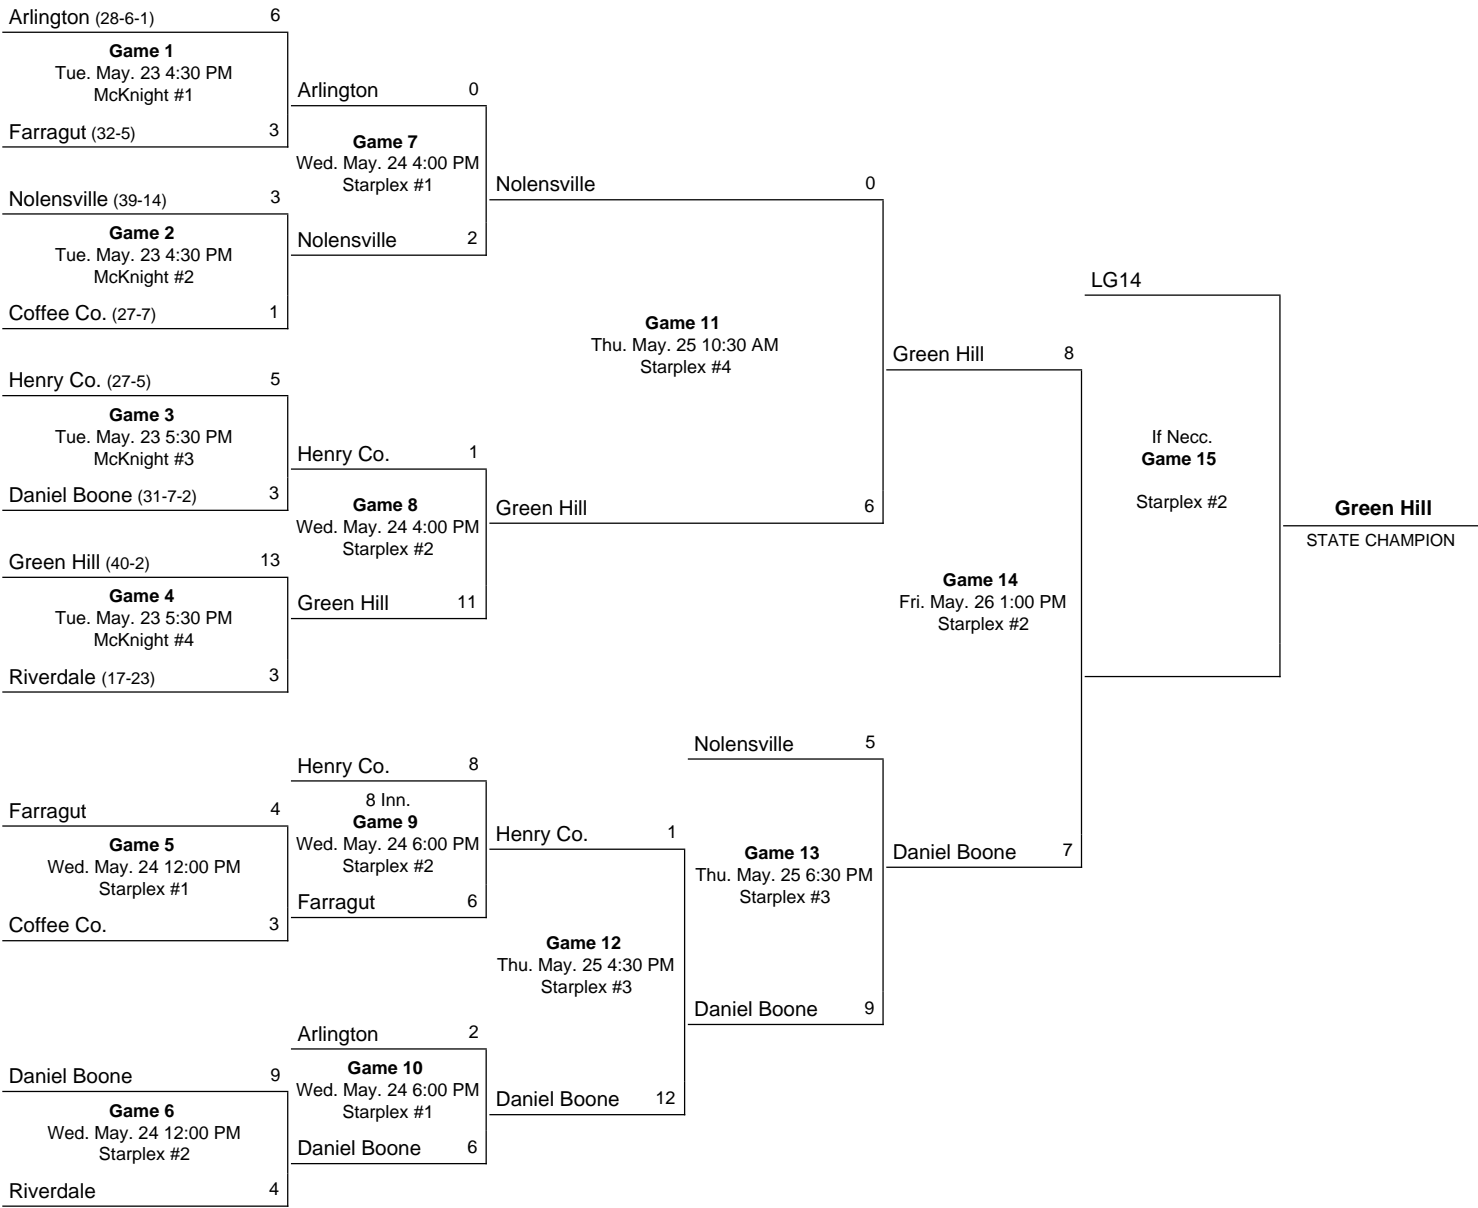 Arlington (28-6-1) 6
Game 1
Tue. May. 23 4:30 PM
McKnight #1
Farragut (32-5) 3
Nolensville (39-14) 3
Game 2
Tue. May. 23 4:30 PM
McKnight #2
Coffee Co. (27-7) 1
Henry Co. (27-5) 5
Game 3
Tue. May. 23 5:30 PM
McKnight #3
Daniel Boone (31-7-2) 3
Green Hill (40-2) 13
Game 4
Tue. May. 23 5:30 PM
McKnight #4
Riverdale (17-23) 3
Farragut 4
Game 5
Wed. May. 24 12:00 PM
Starplex #1
Coffee Co. 3
Daniel Boone 9
Game 6
Wed. May. 24 12:00 PM
Starplex #2
Riverdale 4
Arlington 0
Game 7
Wed. May. 24 4:00 PM
Starplex #1
Nolensville 2
Henry Co. 1
Game 8
Wed. May. 24 4:00 PM
Starplex #2
Green Hill 11
Henry Co. 8
8 Inn.
Game 9
Wed. May. 24 6:00 PM
Starplex #2
Farragut 6
Arlington 2
Game 10
Wed. May. 24 6:00 PM
Starplex #1
Daniel Boone 6
Nolensville 0
Game 11
Thu. May. 25 10:30 AM
Starplex #4
Green Hill 6
Henry Co. 1
Game 12
Thu. May. 25 4:30 PM
Starplex #3
Daniel Boone 12
Nolensville 5
Game 13
Thu. May. 25 6:30 PM
Starplex #3
Daniel Boone 9
Green Hill 8
Game 14
Fri. May. 26 1:00 PM
Starplex #2
Daniel Boone 7
LG14
If Necc.
Game 15
Starplex #2
Green Hill
STATE CHAMPION